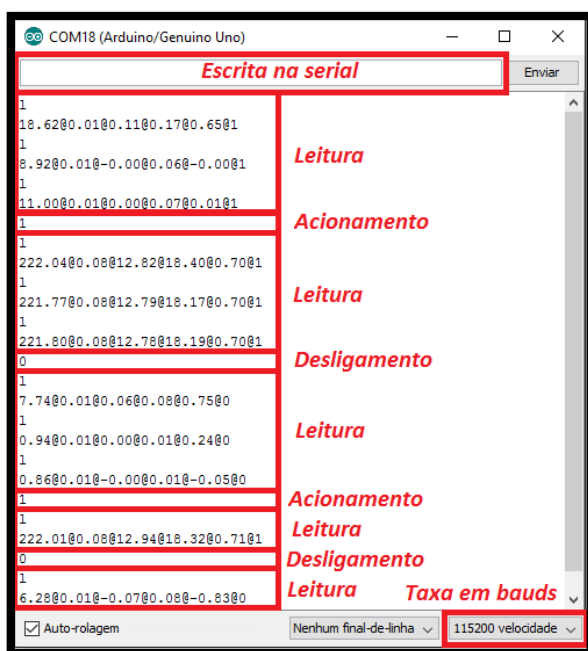 COM18 (Arduino/Genuino Uno)
Escrita na serial
Enviar
1
18.62@0.01@0.11@0.17@0.65@1
1
8.92@0.01@-0.00@0.06@-0.00@1
Leitura
1
11.00@0.01@0.00@0.07@0.01@1
1
Acionamento
1
222.04@0.08@12.82@18.40@0.70@1
1
221.77@0.08@12.79@18.17@0.70@1
Leitura
1
221.80@0.08@12.78@18.19@0.70@1
0
Desligamento
1
7.74@0.01@0.06@0.08@0.75@0
1
0.94@0.01@0.00@0.01@0.24@0
Leitura
1
0.86@0.01@-0.00@0.01@-0.05@0
1
Acionamento
1
222.01@0.08@12.94@18.32@0.71@1
Leitura
0
Desligamento
1
6.28@0.01@-0.07@0.08@-0.83@0
Leitura
Taxa em bauds
Auto-rolagem
Nenhum final-de-linha
115200 velocidade